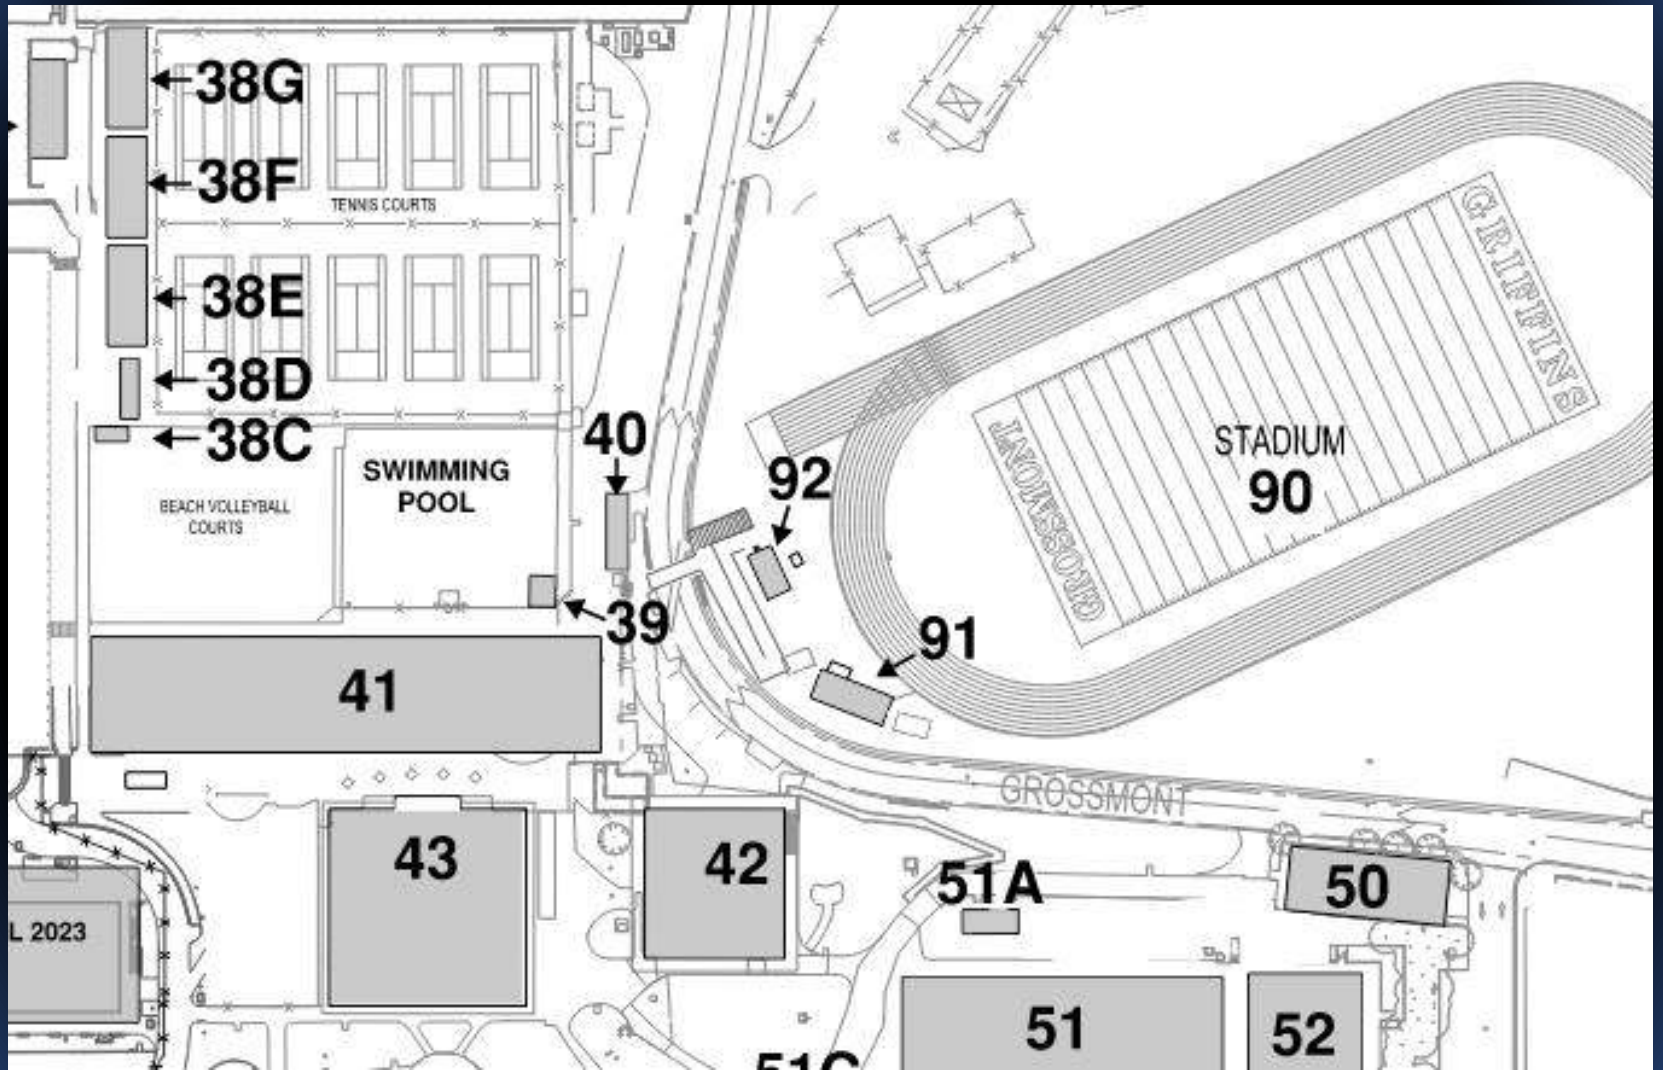 38G
38F
TENNIS COURTS
38E
38D
38C
40
SWIMMING
POOL
BEACH VOLLEYBALL
COURTS
39
92
91
GRIFFINS
STADIUM
90
GROSSMONT
41
GROSSMONT
43
42
51A
50
L 2023
51
52
51C